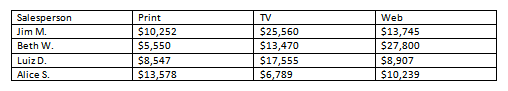 Salesperson Print TV Web
Jim M. $10,252 $25,560 $13,745
Beth W. $5,550 $13,470 $27,800
Luiz D. $8,547 $17,555 $8,907
Alice S. $13,578 $6,789 $10,239